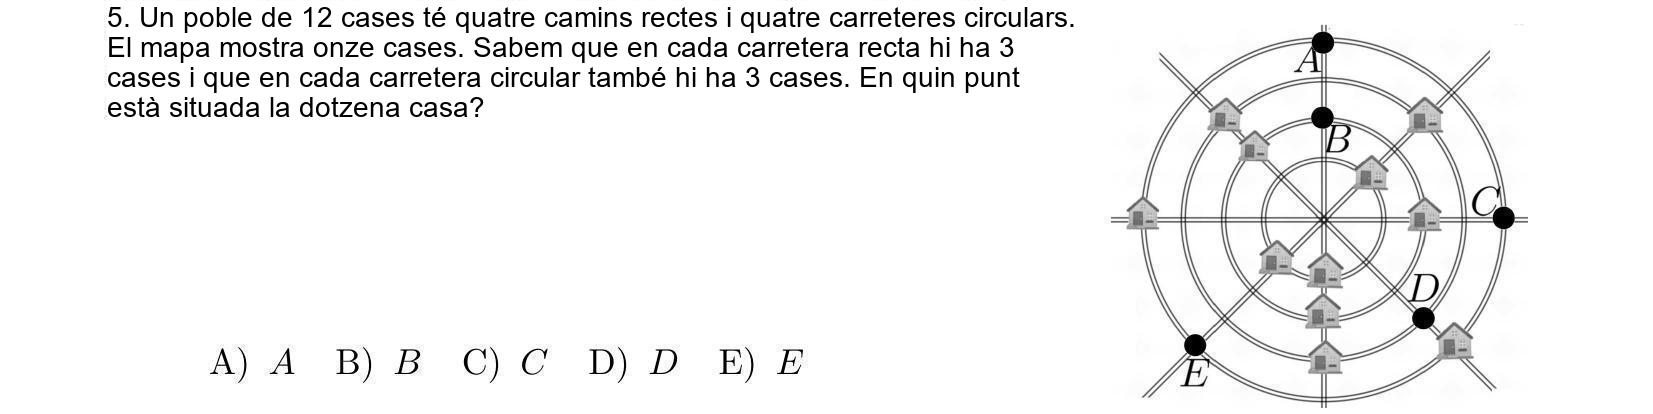 5. Un poble de 12 cases té quatre camins rectes i quatre carreteres circulars.
El mapa mostra onze cases. Sabem que en cada carretera recta hi ha 3
cases i que en cada carretera circular també hi ha 3 cases. En quin punt
està situada la dotzena casa?
A
B
C
D
E
A) A B) B C) C D) D E) E